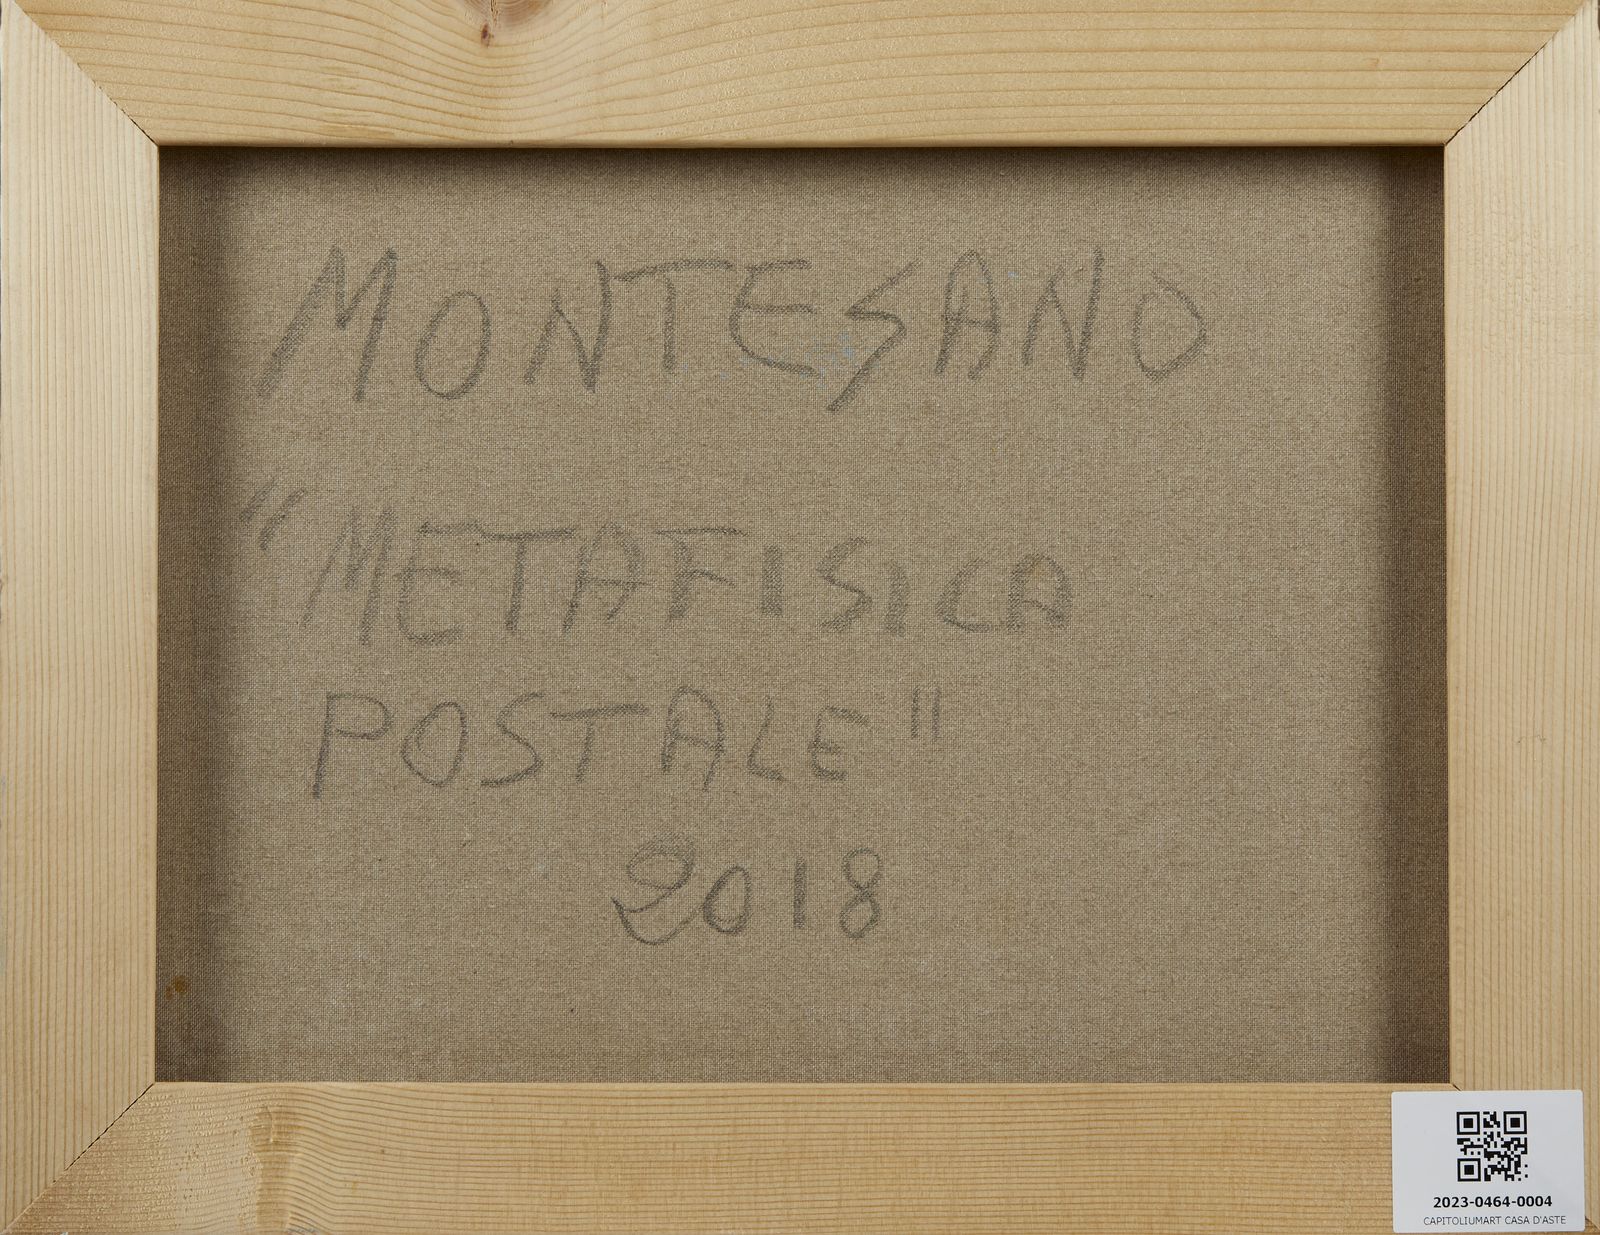 MONTESANO
"METAFISICA
POSTALE"
2018
2023-0464-0004
CAPITOLIUMART CASA D'ASTE